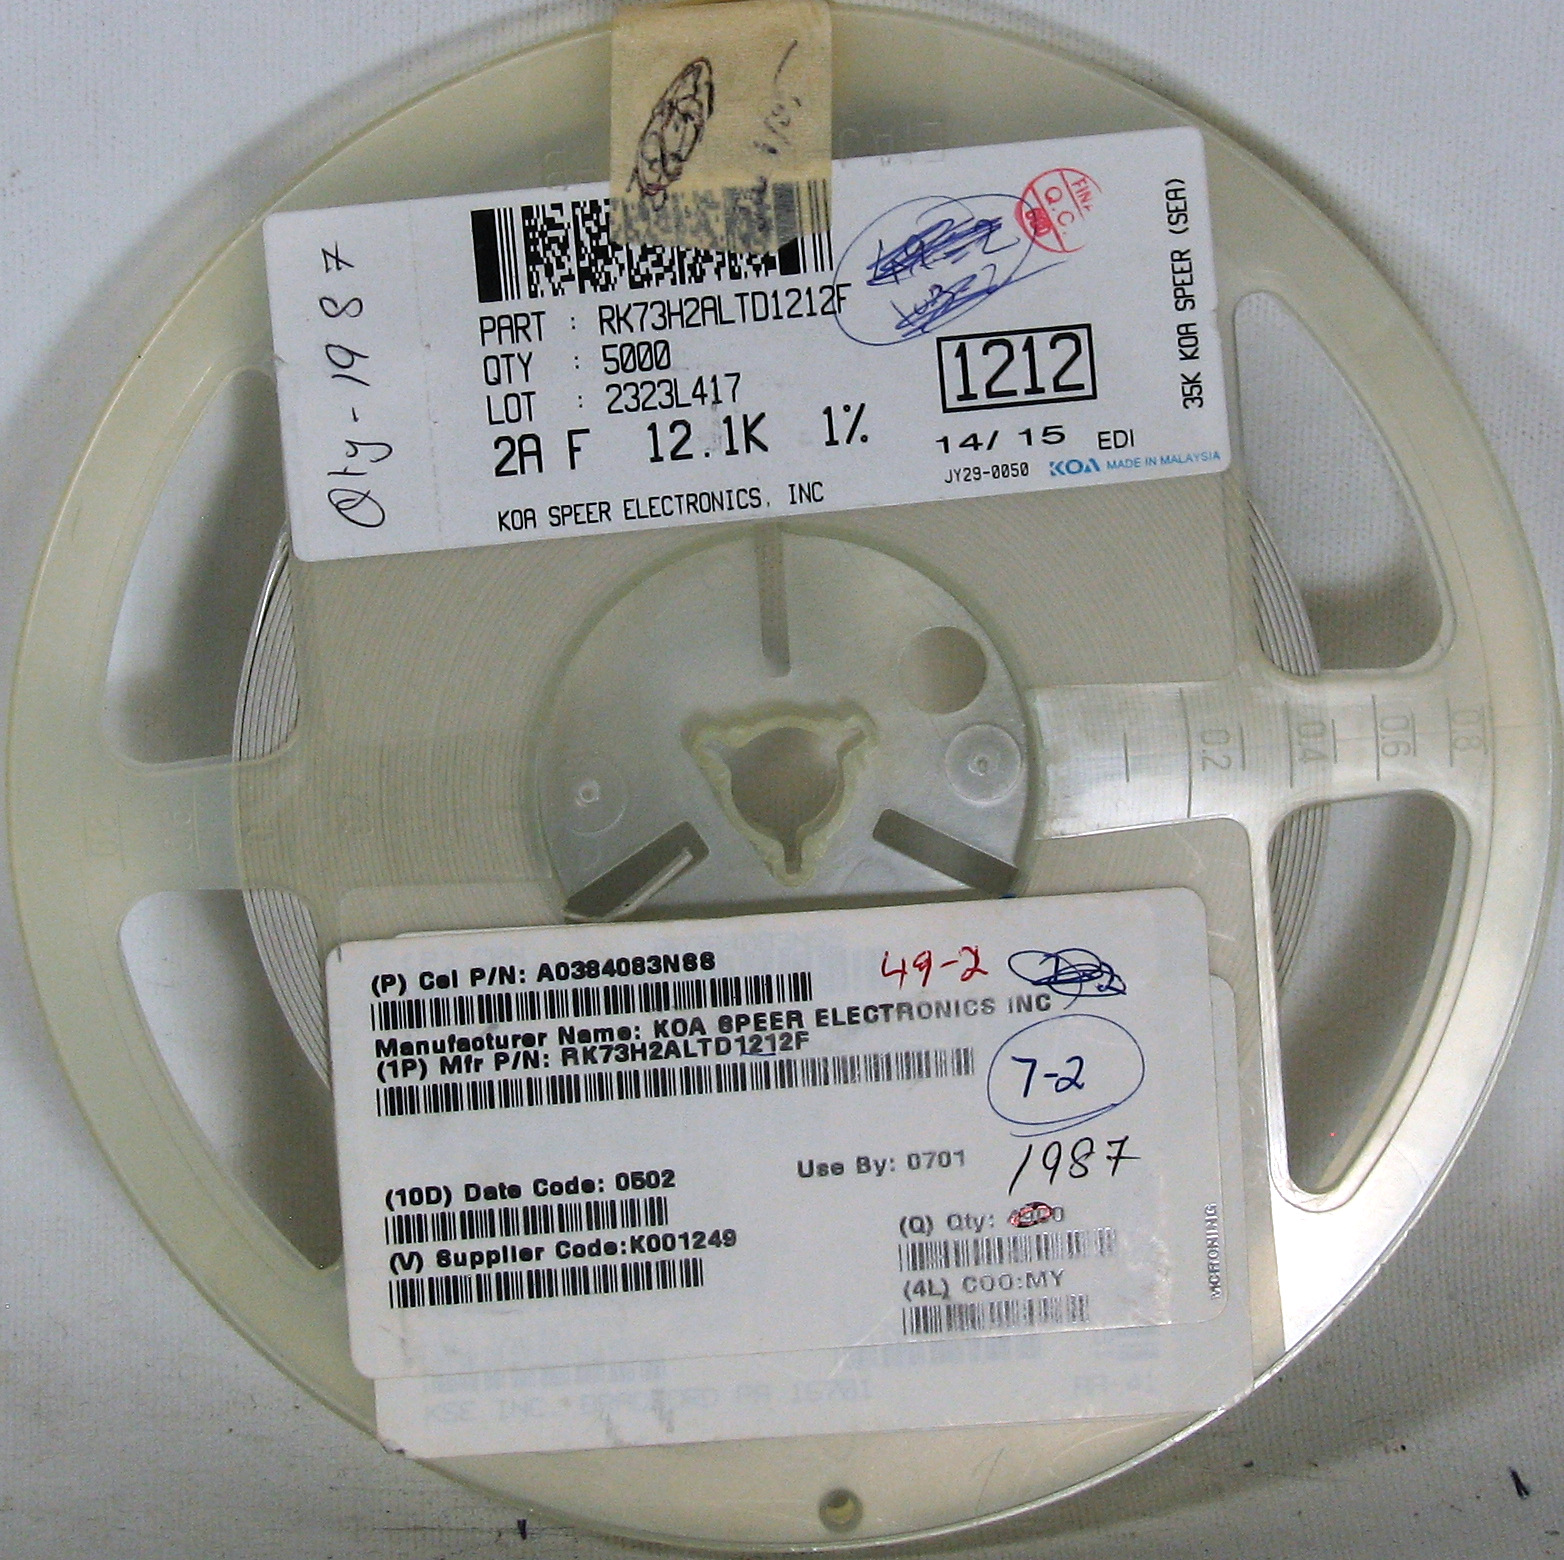 Qty-1987
PART : RK73H2ALTD1212F
QTY : 5000
LOT : 2323L417
2A F 12.1K 1%
1212
14/ 15 EDI
JY29-0050 KOA MADE IN MALAYSIA
KOA SPEER ELECTRONICS, INC
35K KOA SPEER (SEA)
Q.C.
0.2
0.4
0.6
0.8
(P) Cel P/N: A0384083N88
49-2
Manufacturer Name: KOA SPEER ELECTRONICS INC
(1P) Mfr P/N: RK73H2ALTD1212F
7-2
1987
(10D) Date Code: 0502
Use By: 0701
(V) Supplier Code:K001249
(Q) Qty:
(4L) COO:MY
KSE INC.